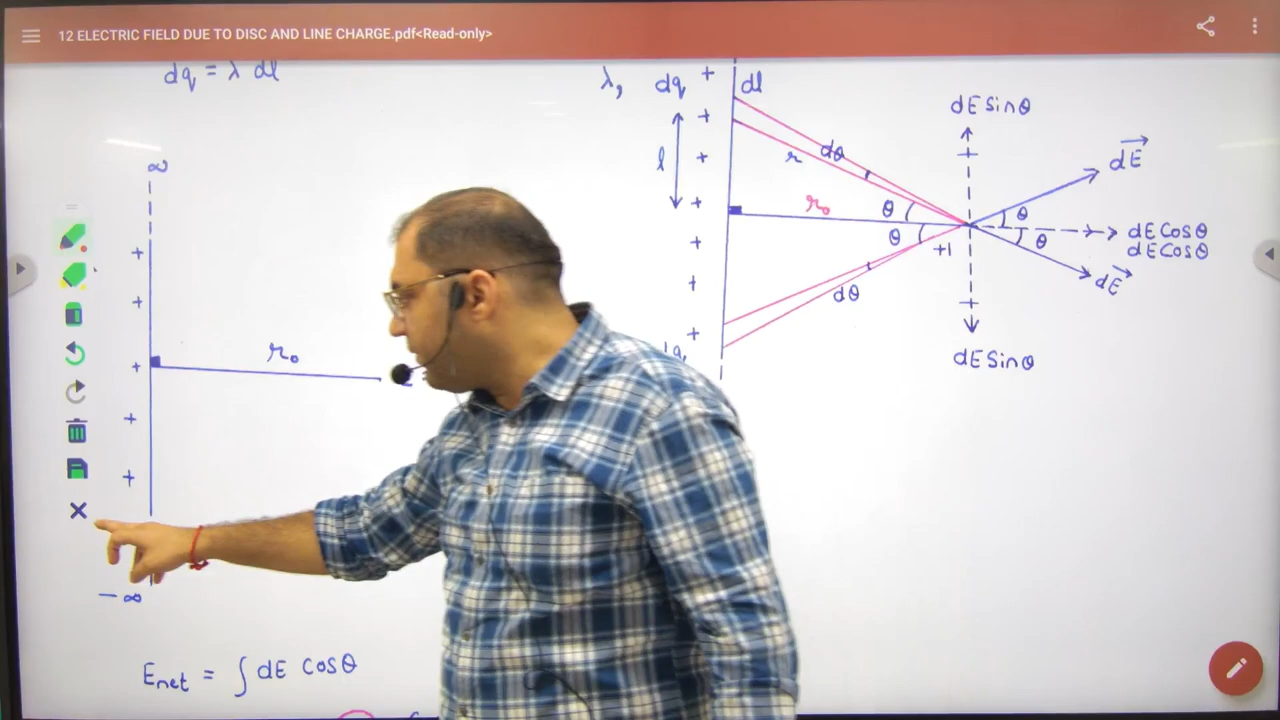 12 ELECTRIC FIELD DUE TO DISC AND LINE CHARGE.pdf<Read-only>
dq = λ dl
∞
+
+
+
+
+
r₀
- ∞
E_net = ∫ dE Cosθ
λ, dq + dl
+
+
+
+
+
+
l
r
dθ
r₀
θ
θ
+1
dθ
dE Sinθ
dE
θ
dE Cosθ
dE Cosθ
θ
dE
dE Sinθ